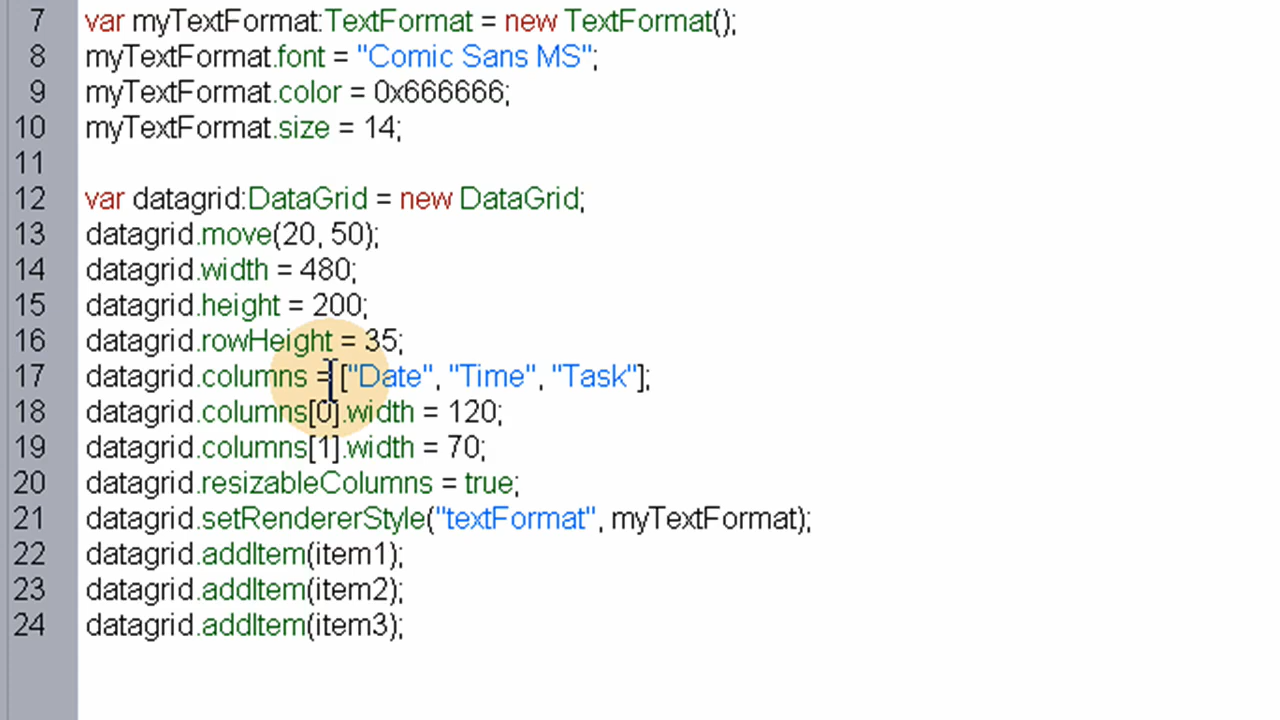 7 var myTextFormat:TextFormat = new TextFormat();
8 myTextFormat.font = "Comic Sans MS";
9 myTextFormat.color = 0x666666;
10 myTextFormat.size = 14;
11
12 var datagrid:DataGrid = new DataGrid;
13 datagrid.move(20, 50);
14 datagrid.width = 480;
15 datagrid.height = 200;
16 datagrid.rowHeight = 35;
17 datagrid.columns = ["Date", "Time", "Task"];
18 datagrid.columns[0].width = 120;
19 datagrid.columns[1].width = 70;
20 datagrid.resizableColumns = true;
21 datagrid.setRendererStyle("textFormat", myTextFormat);
22 datagrid.addItem(item1);
23 datagrid.addItem(item2);
24 datagrid.addItem(item3);